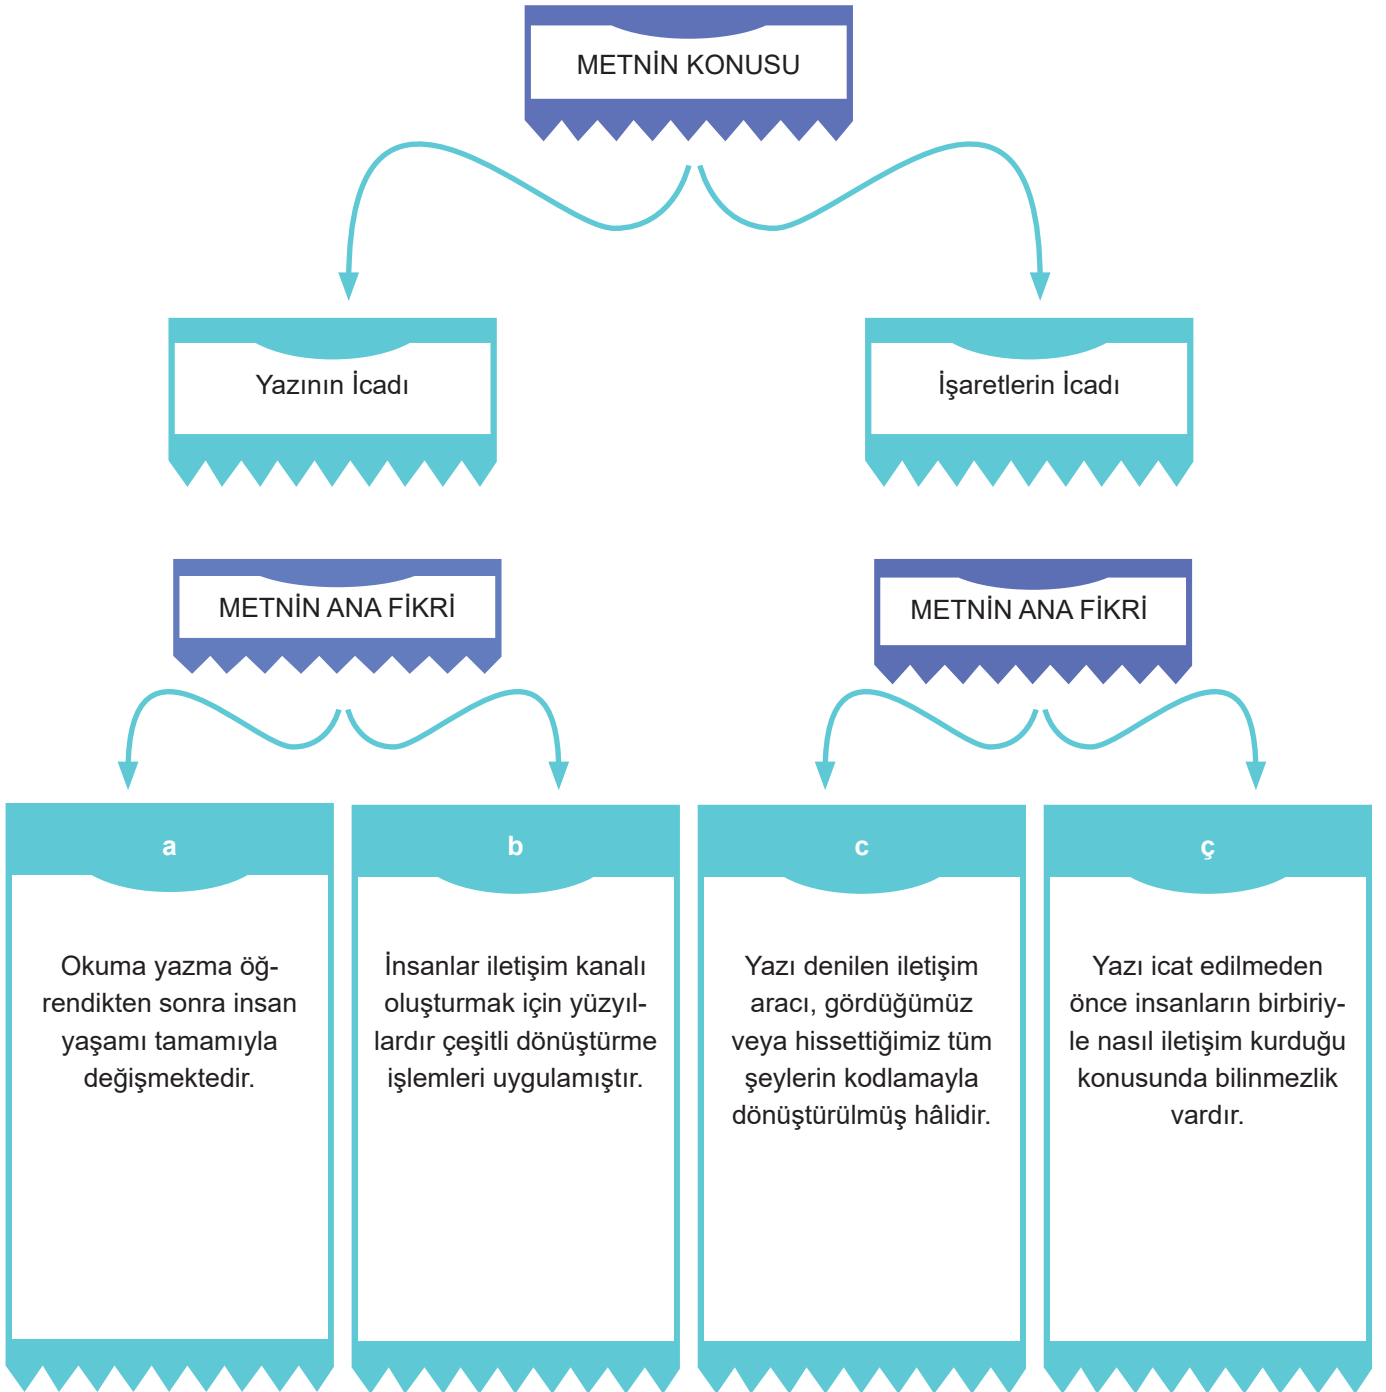 METNİN KONUSU
Yazının İcadı
İşaretlerin İcadı
METNİN ANA FİKRİ
METNİN ANA FİKRİ
a
Okuma yazma öğ-
rendikten sonra insan
yaşamı tamamıyla
değişmektedir.
b
İnsanlar iletişim kanalı
oluşturmak için yüzyıl-
lardır çeşitli dönüştürme
işlemleri uygulamıştır.
c
Yazı denilen iletişim
aracı, gördüğümüz
veya hissettiğimiz tüm
şeylerin kodlamayla
dönüştürülmüş hâlidir.
ç
Yazı icat edilmeden
önce insanların birbiriy-
le nasıl iletişim kurduğu
konusunda bilinmezlik
vardır.